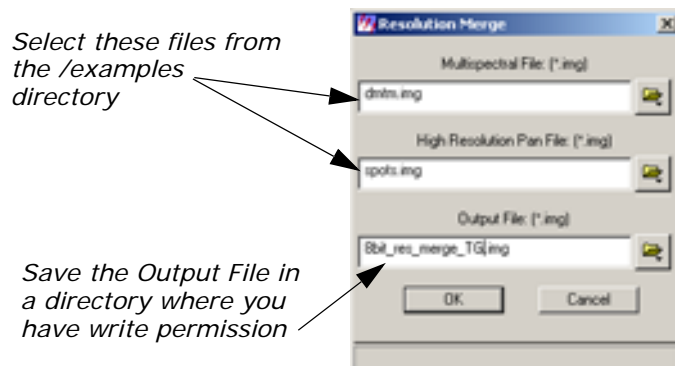 Resolution Merge
Select these files from
the /examples
directory
Multispectral File: (*.img)
dmtm.img
High Resolution Pan File: (*.img)
spots.img
Output File: (*.img)
8bit_res_merge_TG.img
Save the Output File in
a directory where you
have write permission
OK
Cancel